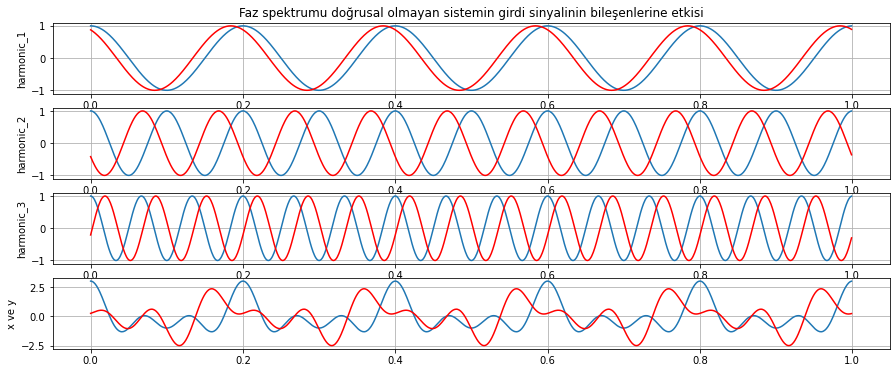 Faz spektrumu doğrusal olmayan sistemin girdi sinyalinin bileşenlerine etkisi
harmonic_1
1
0
−1
0.0 0.2 0.4 0.6 0.8 1.0
harmonic_2
1
0
−1
0.0 0.2 0.4 0.6 0.8 1.0
harmonic_3
1
0
−1
0.0 0.2 0.4 0.6 0.8 1.0
x ve y
2.5
0.0
−2.5
0.0 0.2 0.4 0.6 0.8 1.0